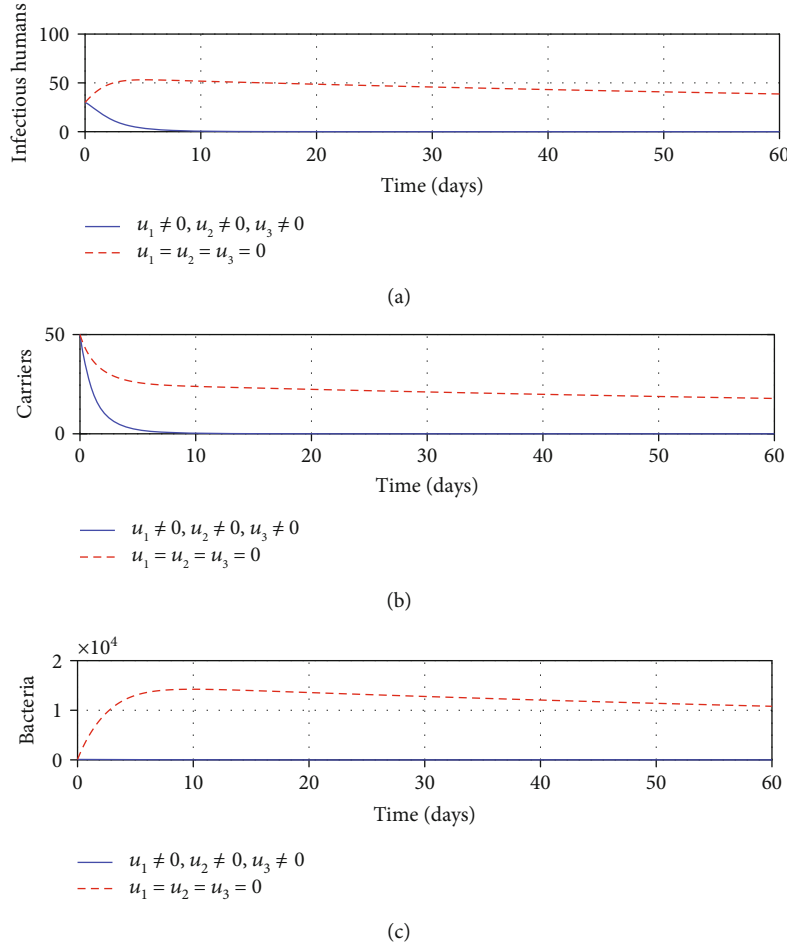 100
50
0
Infectious humans
0 10 20 30 40 50 60
Time (days)
u₁ ≠ 0, u₂ ≠ 0, u₃ ≠ 0
u₁ = u₂ = u₃ = 0
(a)
50
0
Carriers
0 10 20 30 40 50 60
Time (days)
u₁ ≠ 0, u₂ ≠ 0, u₃ ≠ 0
u₁ = u₂ = u₃ = 0
(b)
×10⁴
2
1
0
Bacteria
0 10 20 30 40 50 60
Time (days)
u₁ ≠ 0, u₂ ≠ 0, u₃ ≠ 0
u₁ = u₂ = u₃ = 0
(c)